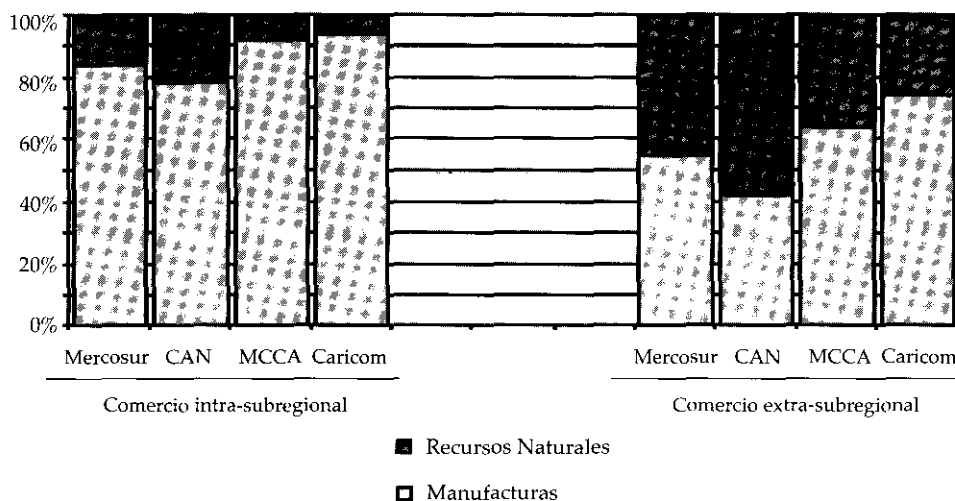 100%
80%
60%
40%
20%
0%
Mercosur CAN MCCA Caricom Mercosur CAN MCCA Caricom
Comercio intra-subregional Comercio extra-subregional
Recursos Naturales
Manufacturas